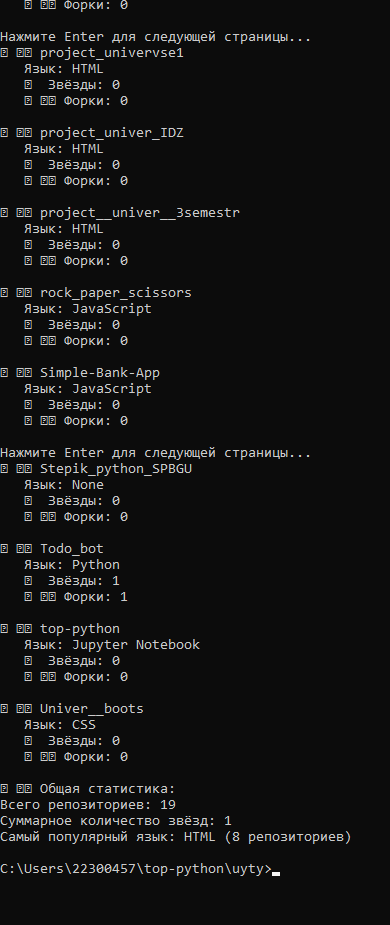 Форки: 0
Нажмите Enter для следующей страницы...
project_univervse1
Язык: HTML
Звёзды: 0
Форки: 0
project_univer_IDZ
Язык: HTML
Звёзды: 0
Форки: 0
project__univer__3semestr
Язык: HTML
Звёзды: 0
Форки: 0
rock_paper_scissors
Язык: JavaScript
Звёзды: 0
Форки: 0
Simple-Bank-App
Язык: JavaScript
Звёзды: 0
Форки: 0
Нажмите Enter для следующей страницы...
Stepik_python_SPBGU
Язык: None
Звёзды: 0
Форки: 0
Todo_bot
Язык: Python
Звёзды: 1
Форки: 1
top-python
Язык: Jupyter Notebook
Звёзды: 0
Форки: 0
Univer__boots
Язык: CSS
Звёзды: 0
Форки: 0
Общая статистика:
Всего репозиториев: 19
Суммарное количество звёзд: 1
Самый популярный язык: HTML (8 репозиториев)
C:\Users\22300457\top-python\uyty>